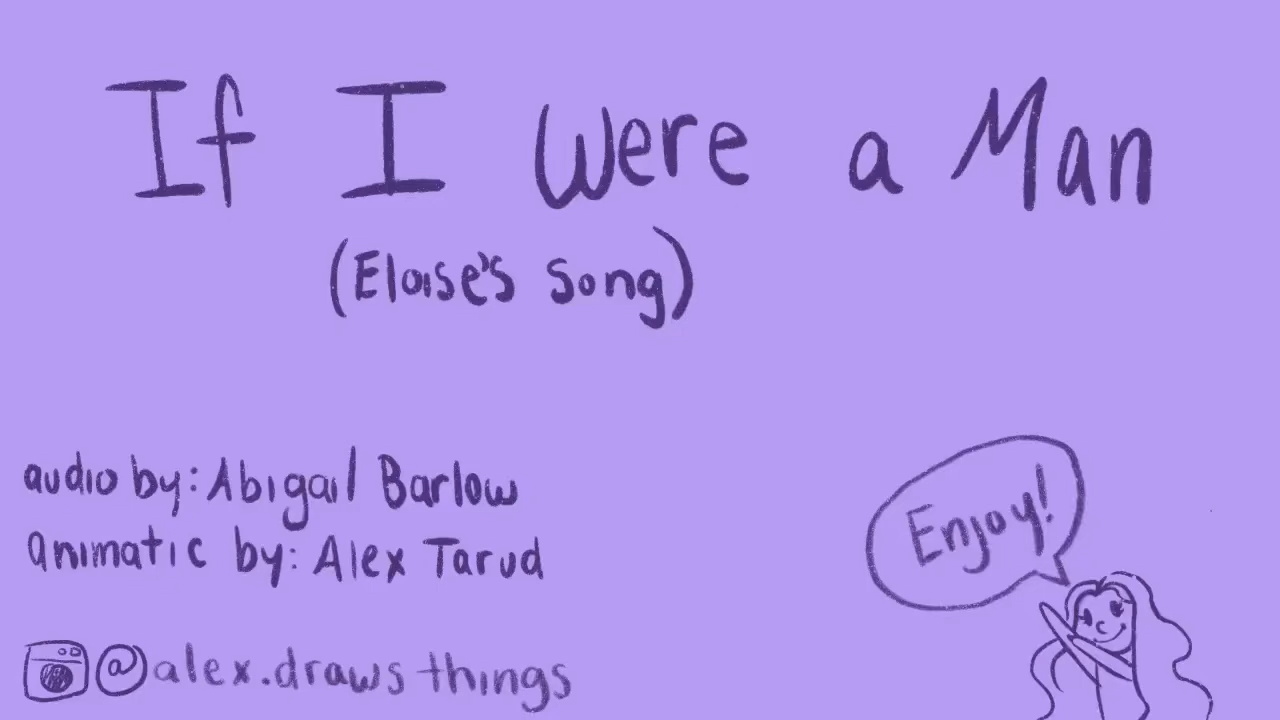 If I Were a Man
(Eloise's Song)
audio by: Abigail Barlow
animatic by: Alex Tarud
@alex.draws things
Enjoy!